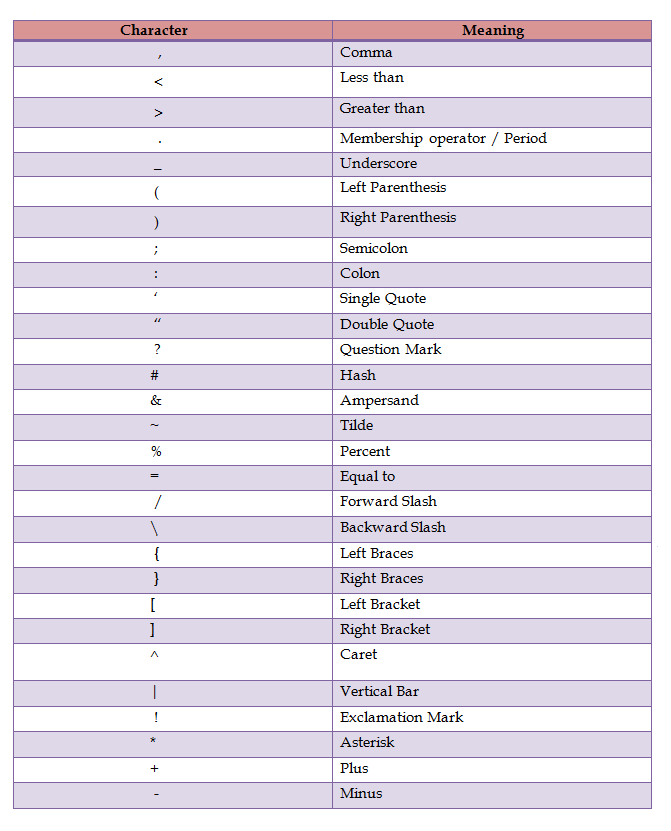 Character Meaning
, Comma
< Less than
> Greater than
. Membership operator / Period
_ Underscore
( Left Parenthesis
) Right Parenthesis
; Semicolon
: Colon
‘ Single Quote
“ Double Quote
? Question Mark
# Hash
& Ampersand
~ Tilde
% Percent
= Equal to
/ Forward Slash
\ Backward Slash
{ Left Braces
} Right Braces
[ Left Bracket
] Right Bracket
^ Caret
| Vertical Bar
! Exclamation Mark
* Asterisk
+ Plus
- Minus